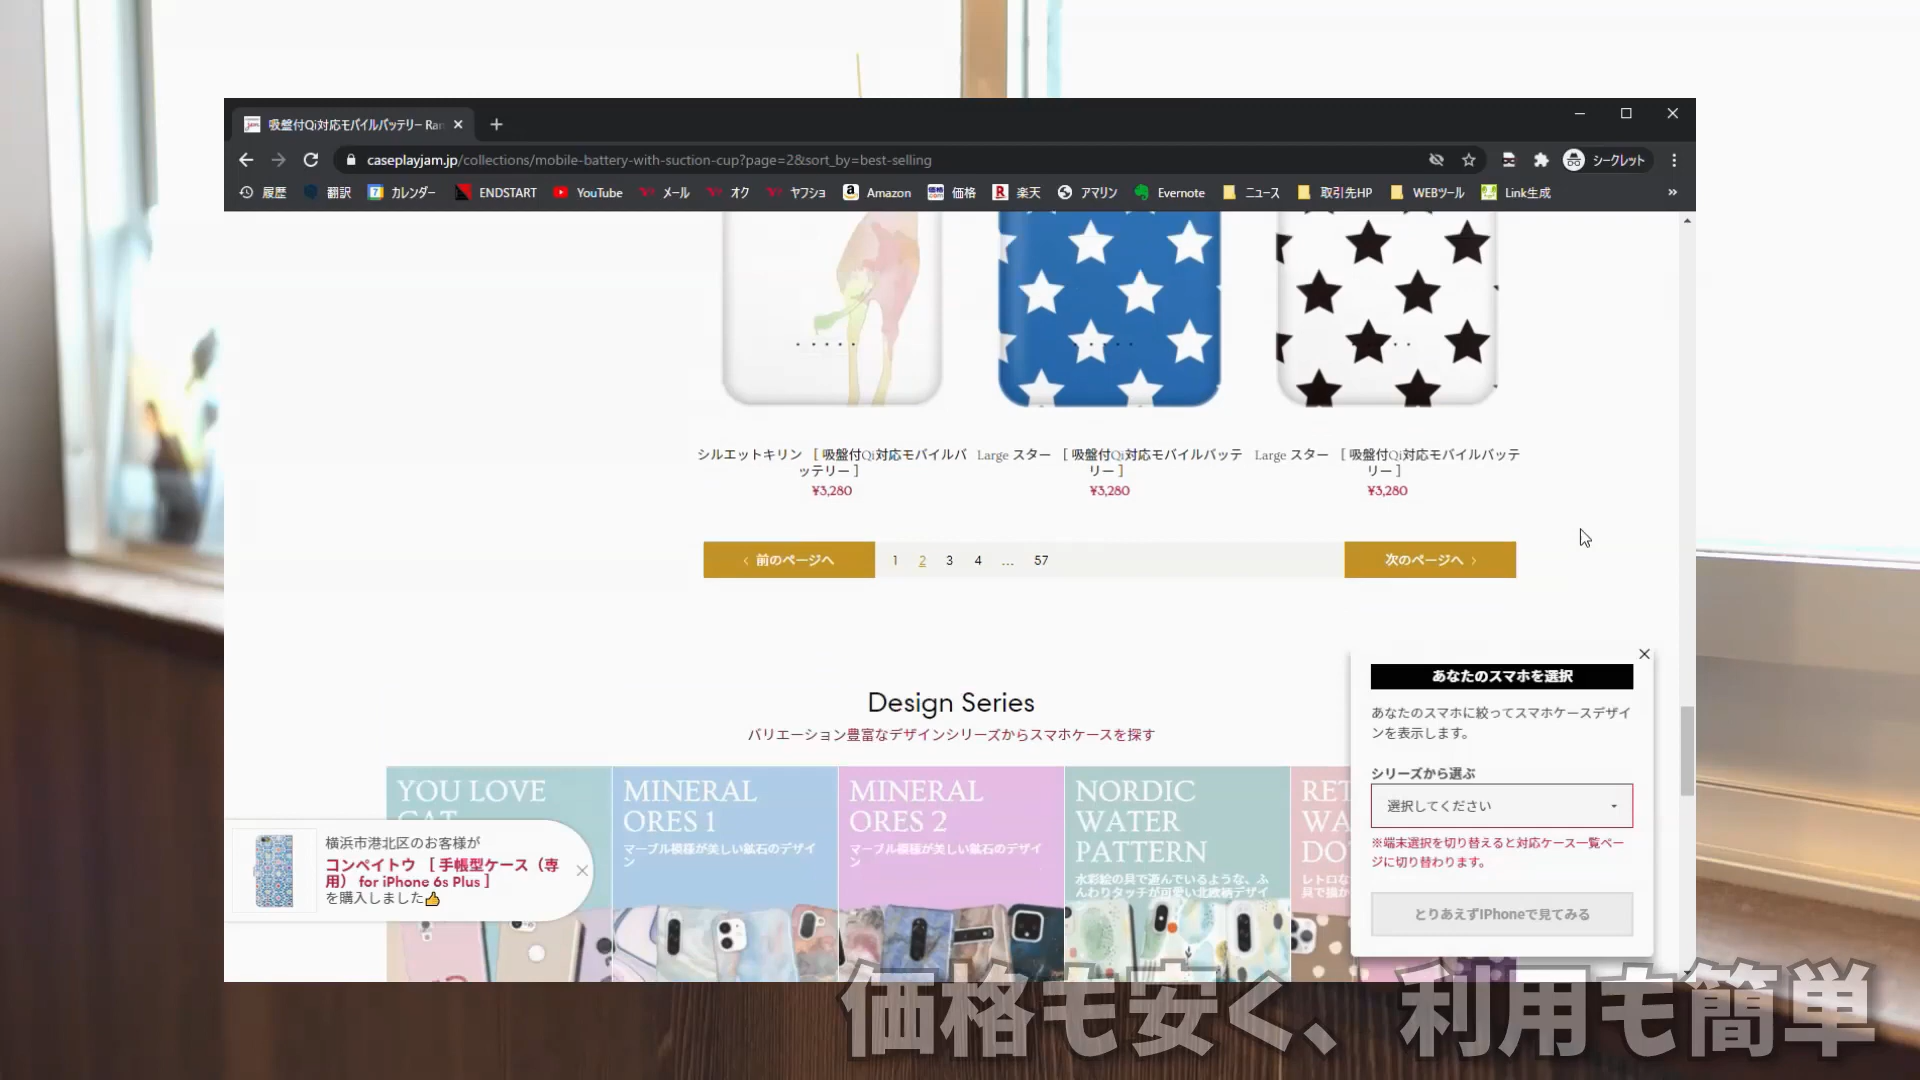 吸盤付Qi対応モバイルバッテリー Ran
caseplayjam.jp/collections/mobile-battery-with-suction-cup?page=2&sort_by=best-selling
シークレット
履歴 翻訳 カレンダー ENDSTART YouTube メール オク ヤフショ Amazon 価格 楽天 アマリン Evernote ニュース 取引先HP WEBツール Link生成 »
シルエットキリン ［ 吸盤付Qi対応モバイルバ
ッテリー ］
¥3,280
Large スター ［ 吸盤付Qi対応モバイルバッテ
リー ］
¥3,280
Large スター ［ 吸盤付Qi対応モバイルバッテ
リー ］
¥3,280
‹ 前のページへ 1 2 3 4 … 57 次のページへ ›
Design Series
バリエーション豊富なデザインシリーズからスマホケースを探す
YOU LOVE
CAT
MINERAL
ORES 1
マーブル模様が美しい鉱石のデザイ
ン
MINERAL
ORES 2
マーブル模様が美しい鉱石のデザイ
ン
NORDIC
WATER
PATTERN
水彩絵の具で遊んでいるような、ふ
んわりタッチが可愛い北欧柄デザイ
RET
WA
DO
レトロな
具で描か
横浜市港北区のお客様が
コンペイトウ ［ 手帳型ケース（専
用） for iPhone 6s Plus ］
を購入しました👍
あなたのスマホを選択
あなたのスマホに絞ってスマホケースデザイ
ンを表示します。
シリーズから選ぶ
選択してください
※端末選択を切り替えると対応ケース一覧ペー
ジに切り替わります。
とりあえずiPhoneで見てみる
価格も安く、利用も簡単